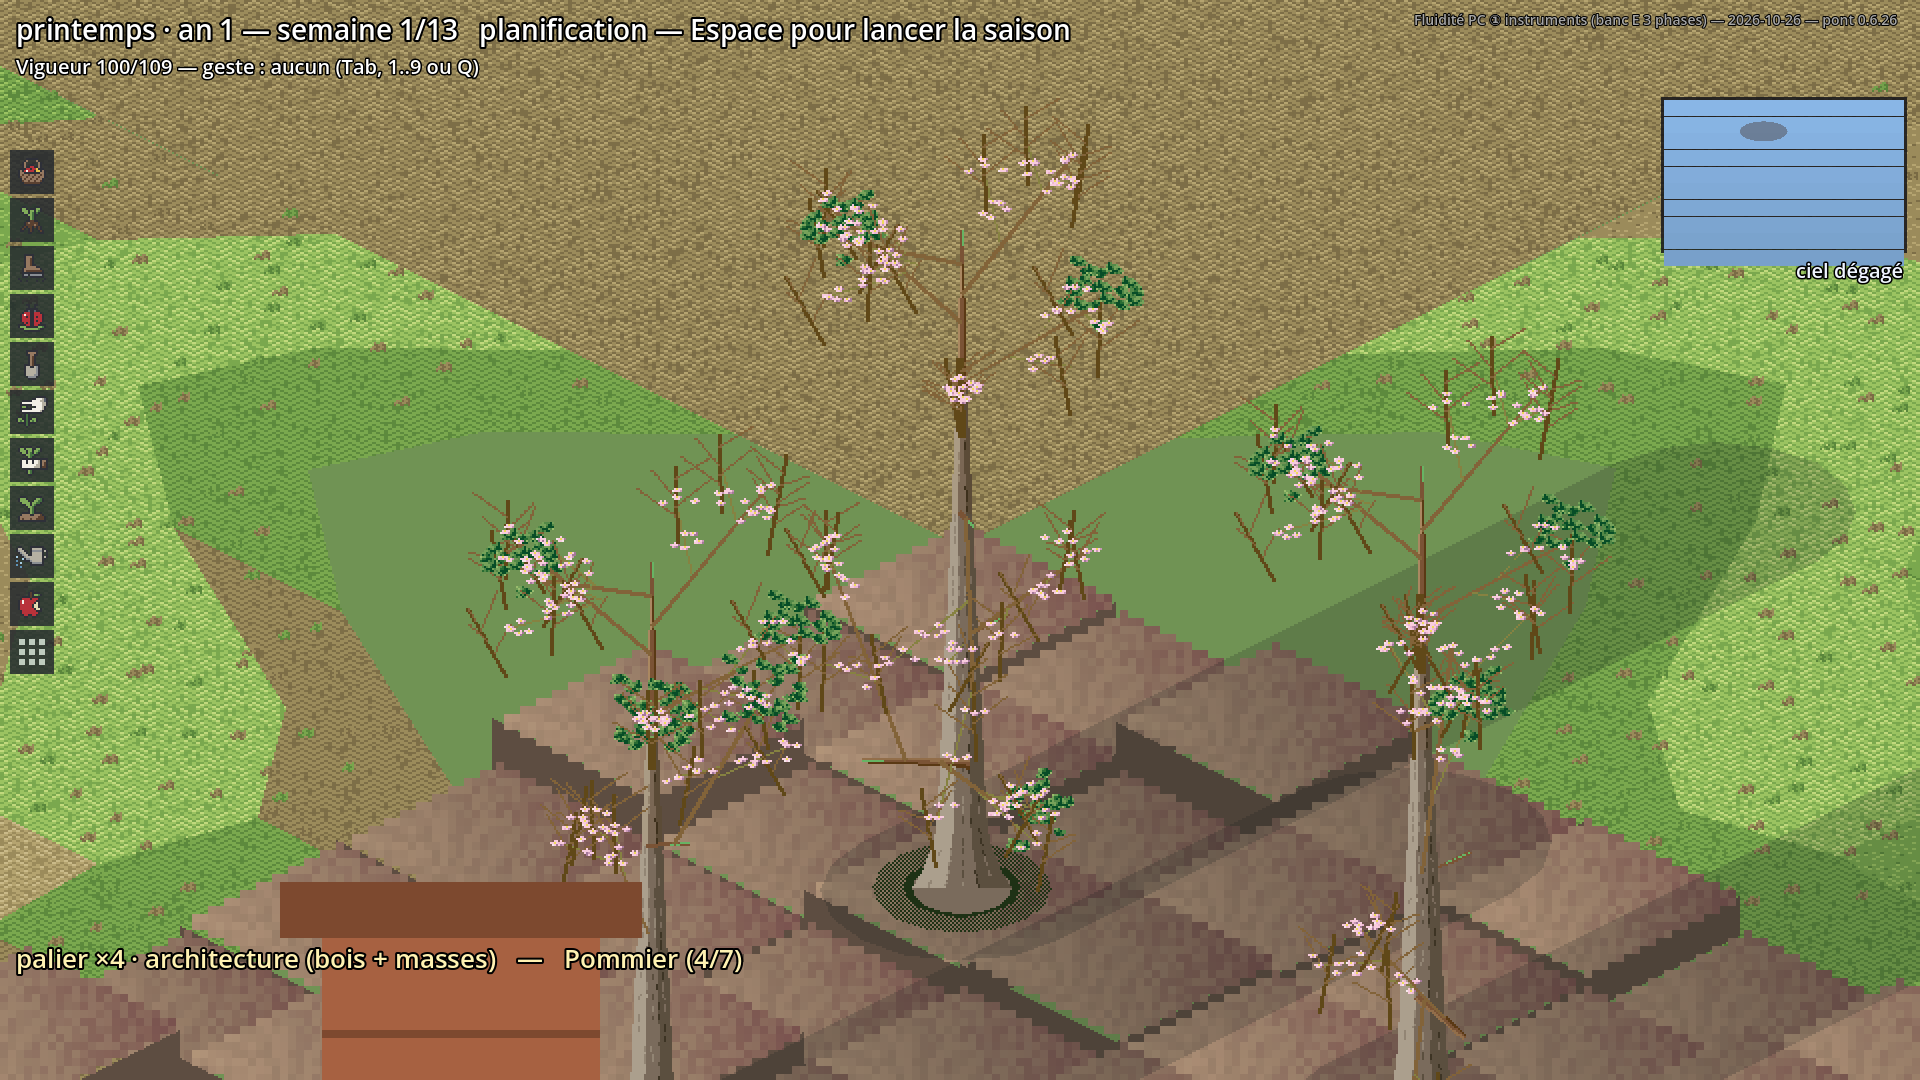 printemps · an 1 — semaine 1/13   planification — Espace pour lancer la saison
Fluidité PC ① instruments (banc E 3 phases) — 2026-10-26 — pont 0.6.26
Vigueur 100/109 — geste : aucun (Tab, 1..9 ou Q)
ciel dégagé
palier ×4 · architecture (bois + masses)   —   Pommier (4/7)